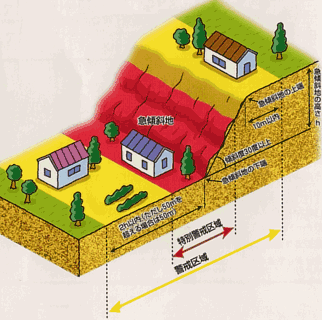 急傾斜地
急傾斜地の上端
10m以内
急傾斜地の高さ h
傾斜度30度以上
急傾斜地の下端
2h以内(ただし50mを
超える場合は50m)
特別警戒区域
警戒区域